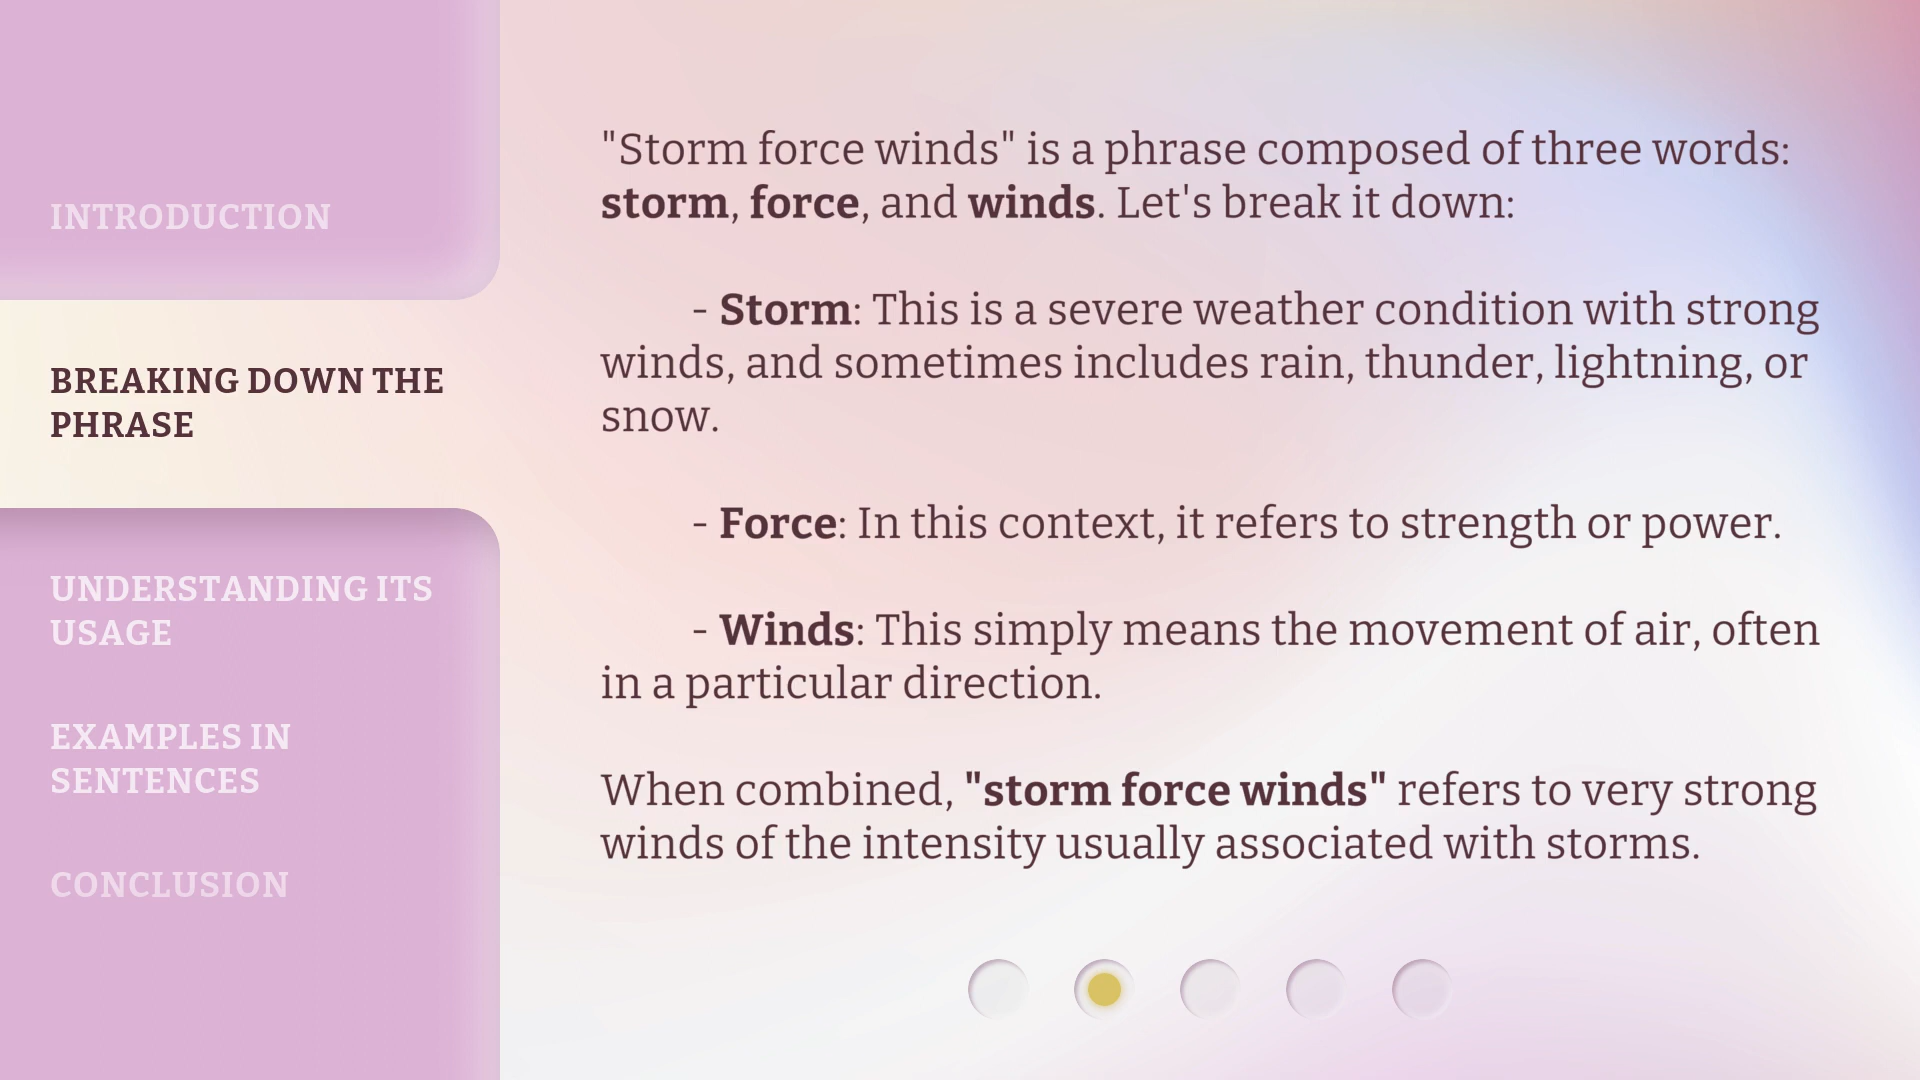 INTRODUCTION
BREAKING DOWN THE
PHRASE
UNDERSTANDING ITS
USAGE
EXAMPLES IN
SENTENCES
CONCLUSION
"Storm force winds" is a phrase composed of three words:
storm, force, and winds. Let's break it down:
- Storm: This is a severe weather condition with strong
winds, and sometimes includes rain, thunder, lightning, or
snow.
- Force: In this context, it refers to strength or power.
- Winds: This simply means the movement of air, often
in a particular direction.
When combined, "storm force winds" refers to very strong
winds of the intensity usually associated with storms.